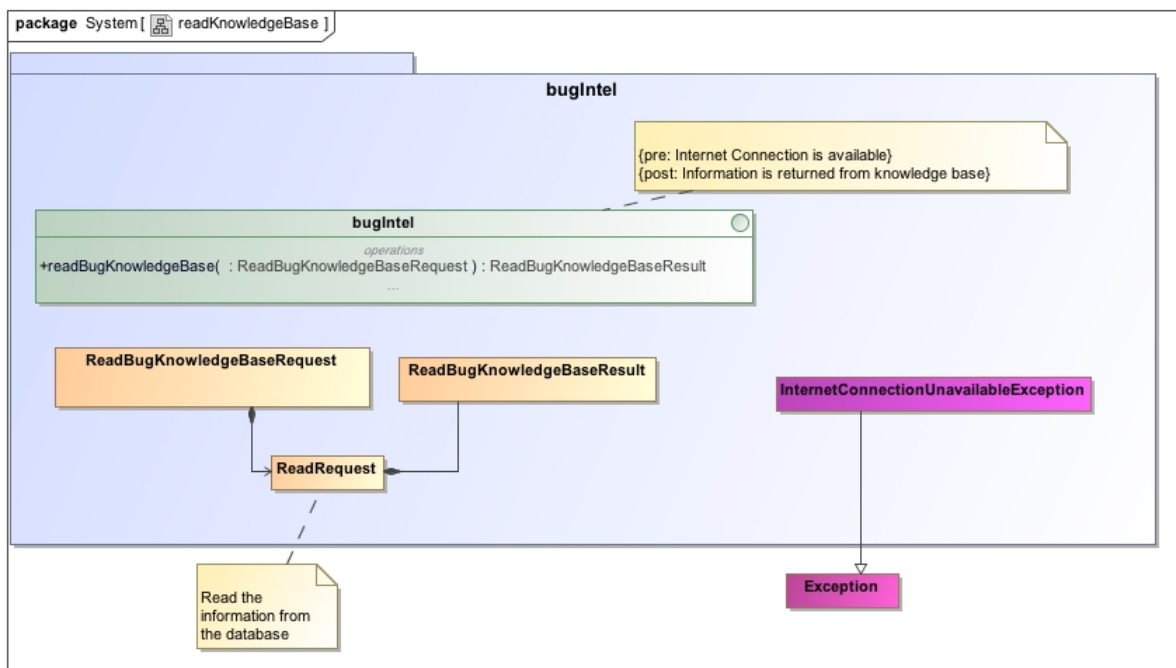 package System[ readKnowledgeBase ]
bugIntel
{pre: Internet Connection is available}
{post: Information is returned from knowledge base}
bugIntel
operations
+readBugKnowledgeBase( : ReadBugKnowledgeBaseRequest ) : ReadBugKnowledgeBaseResult
...
ReadBugKnowledgeBaseRequest
ReadBugKnowledgeBaseResult
InternetConnectionUnavailableException
ReadRequest
Exception
Read the
information from
the database